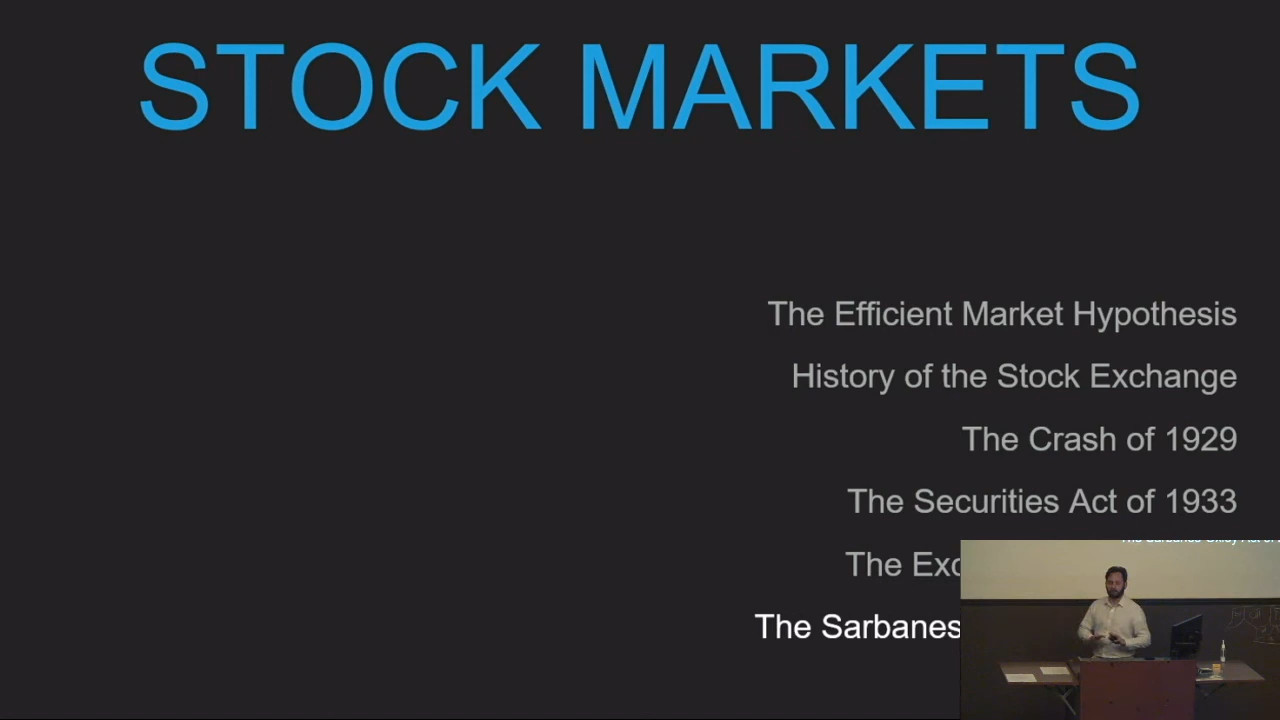 STOCK MARKETS
The Efficient Market Hypothesis
History of the Stock Exchange
The Crash of 1929
The Securities Act of 1933
The Exc
The Sarbanes